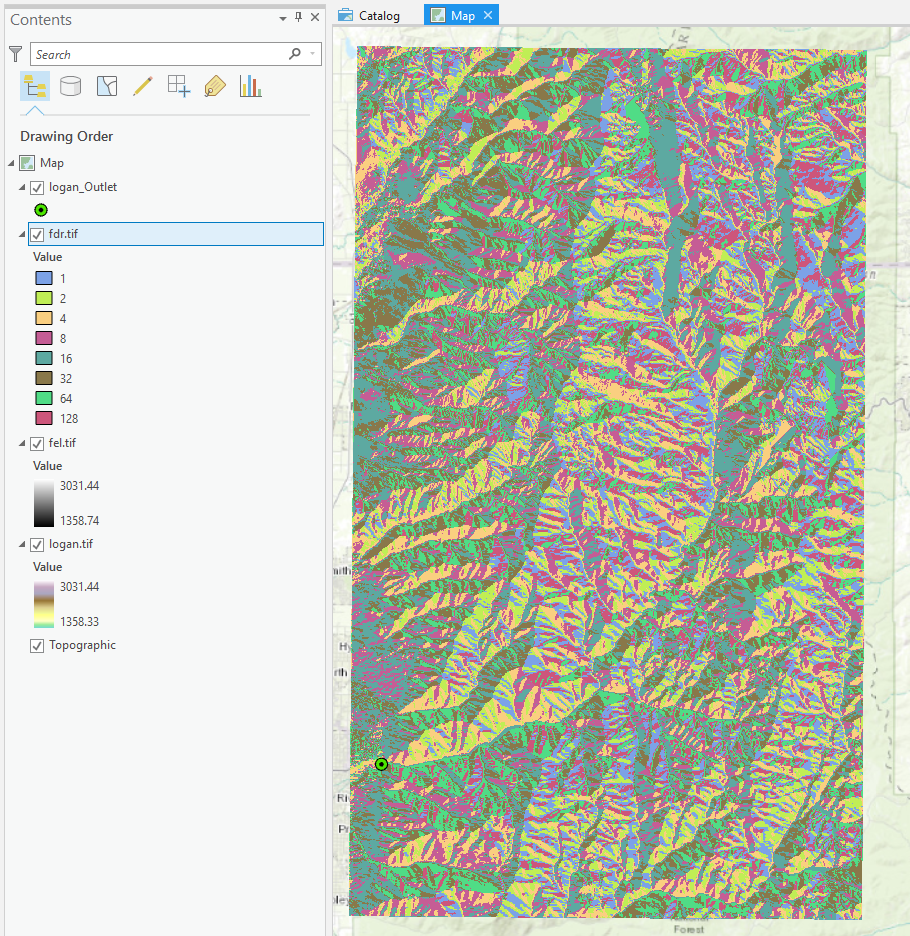 Contents
Catalog
Map
Search
Drawing Order
Map
logan_Outlet
fdr.tif
Value
1
2
4
8
16
32
64
128
fel.tif
Value
3031.44
1358.74
logan.tif
Value
3031.44
1358.33
Topographic
Forest